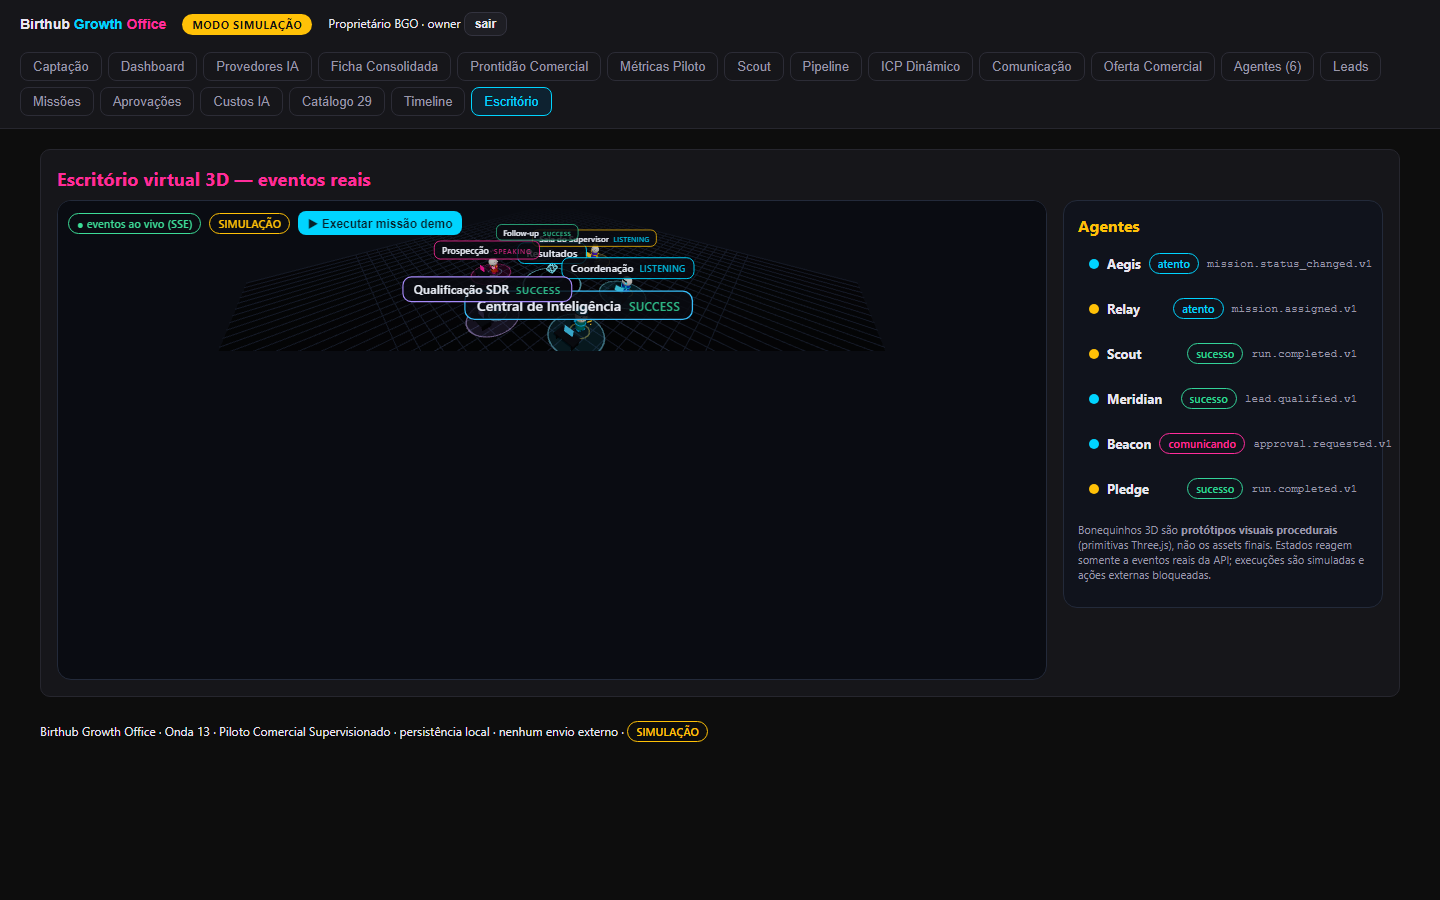 Birthub Growth Office MODO SIMULAÇÃO Proprietário BGO · owner sair
Captação Dashboard Provedores IA Ficha Consolidada Prontidão Comercial Métricas Piloto Scout Pipeline ICP Dinâmico Comunicação Oferta Comercial Agentes (6) Leads
Missões Aprovações Custos IA Catálogo 29 Timeline Escritório
Escritório virtual 3D — eventos reais
● eventos ao vivo (SSE) SIMULAÇÃO ▶ Executar missão demo
Follow-up SUCCESS
Supervisor LISTENING
Prospecção SPEAKING
sultados
Coordenação LISTENING
Qualificação SDR SUCCESS
Central de Inteligência SUCCESS
Agentes
Aegis atento mission.status_changed.v1
Relay atento mission.assigned.v1
Scout sucesso run.completed.v1
Meridian sucesso lead.qualified.v1
Beacon comunicando approval.requested.v1
Pledge sucesso run.completed.v1
Bonequinhos 3D são protótipos visuais procedurais
(primitivas Three.js), não os assets finais. Estados reagem
somente a eventos reais da API; execuções são simuladas e
ações externas bloqueadas.
Birthub Growth Office · Onda 13 · Piloto Comercial Supervisionado · persistência local · nenhum envio externo · SIMULAÇÃO